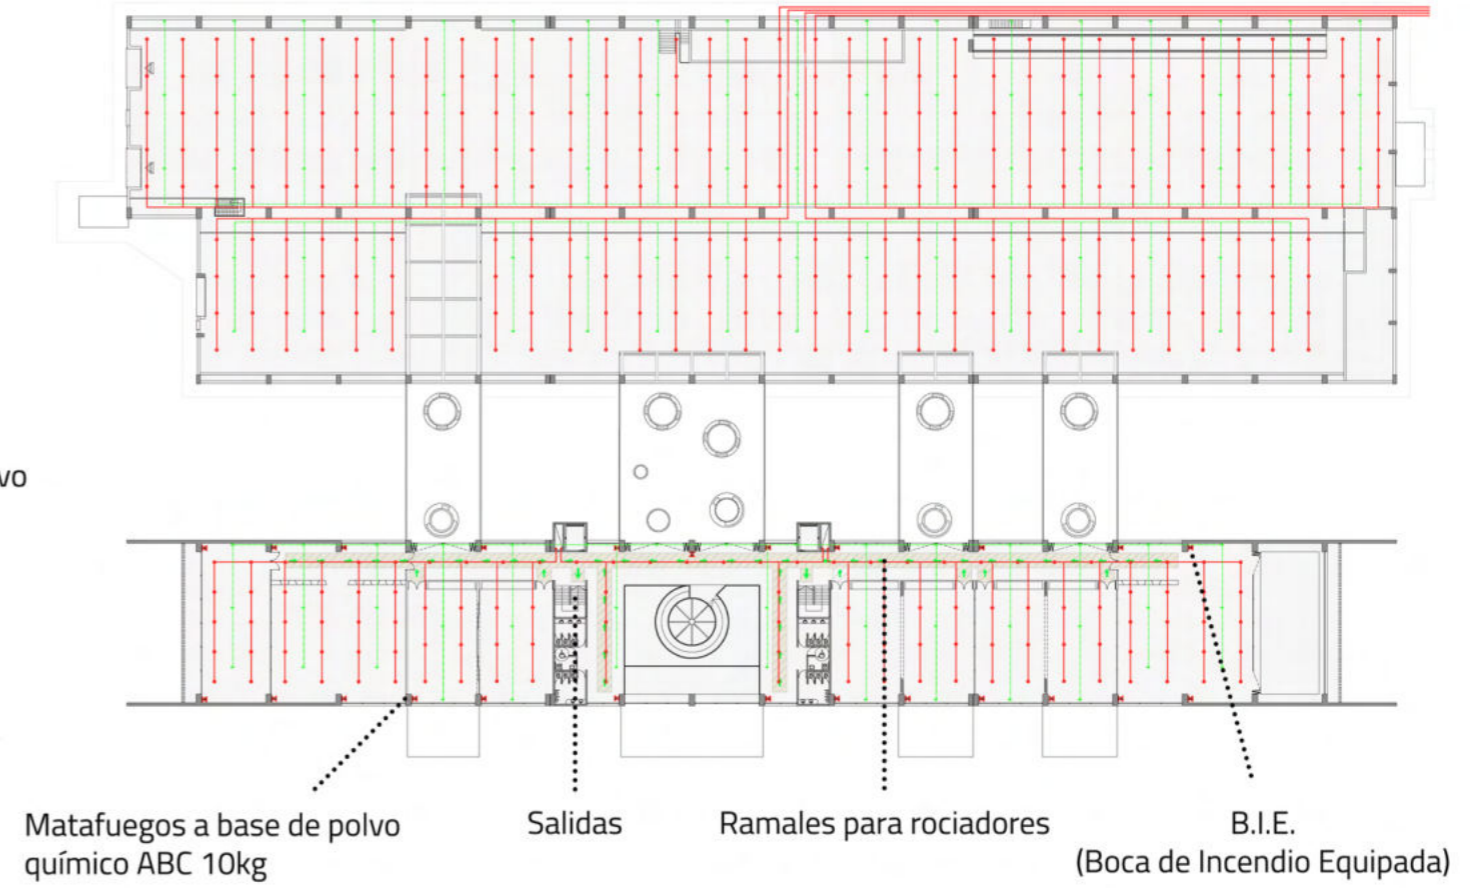 vo
Matafuegos a base de polvo
químico ABC 10kg
Salidas
Ramales para rociadores
B.I.E.
(Boca de Incendio Equipada)